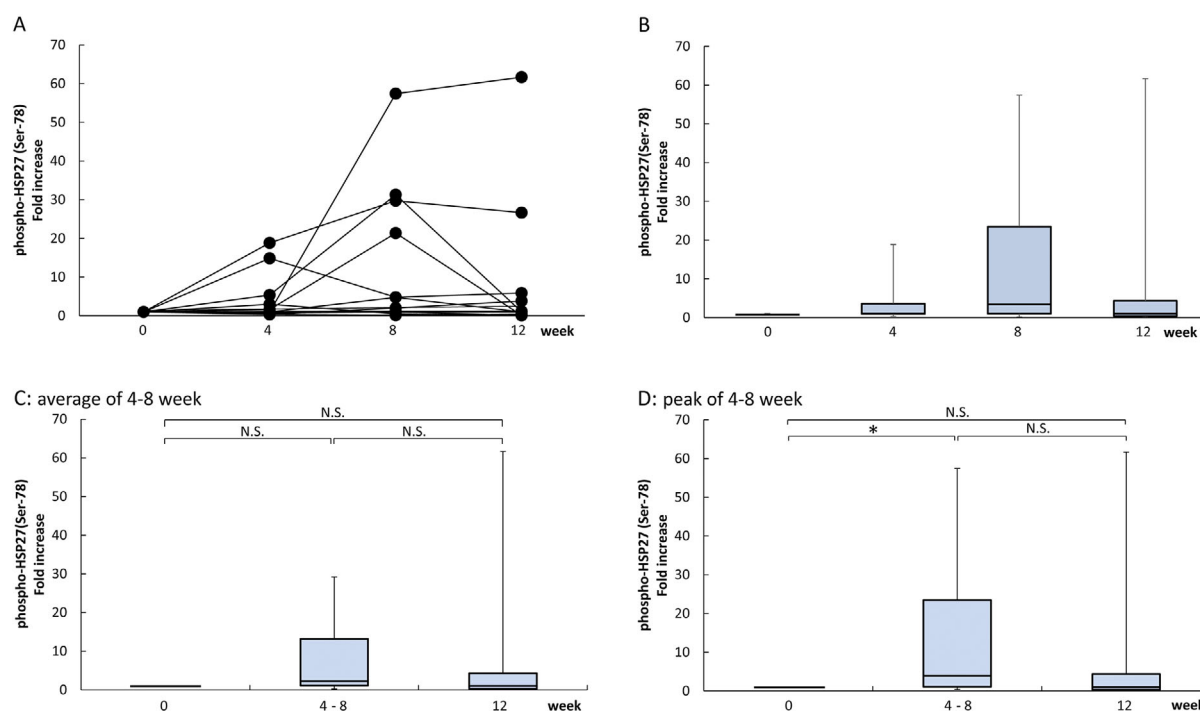 A
phospho-HSP27 (Ser-78)
Fold increase
70
60
50
40
30
20
10
0
0 4 8 12 week
B
phospho-HSP27(Ser-78)
Fold increase
70
60
50
40
30
20
10
0
0 4 8 12 week
C: average of 4-8 week
phospho-HSP27(Ser-78)
Fold increase
70
60
50
40
30
20
10
0
N.S.
N.S. N.S.
0 4-8 12 week
D: peak of 4-8 week
phospho-HSP27(Ser-78)
Fold increase
70
60
50
40
30
20
10
0
N.S.
* N.S.
0 4 - 8 12 week